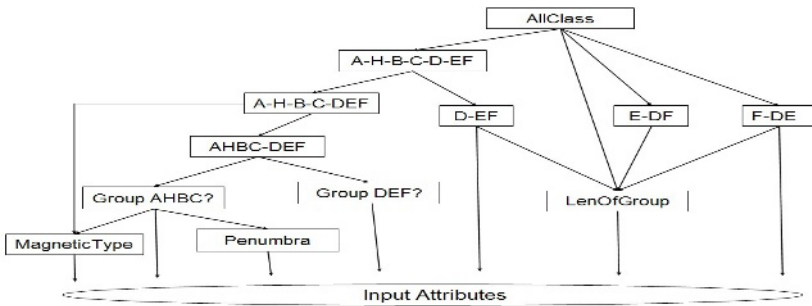 AllClass
A-H-B-C-D-EF
A-H-B-C-DEF
D-EF
E-DF
F-DE
AHBC-DEF
Group AHBC?
Group DEF?
LenOfGroup
MagneticType
Penumbra
Input Attributes